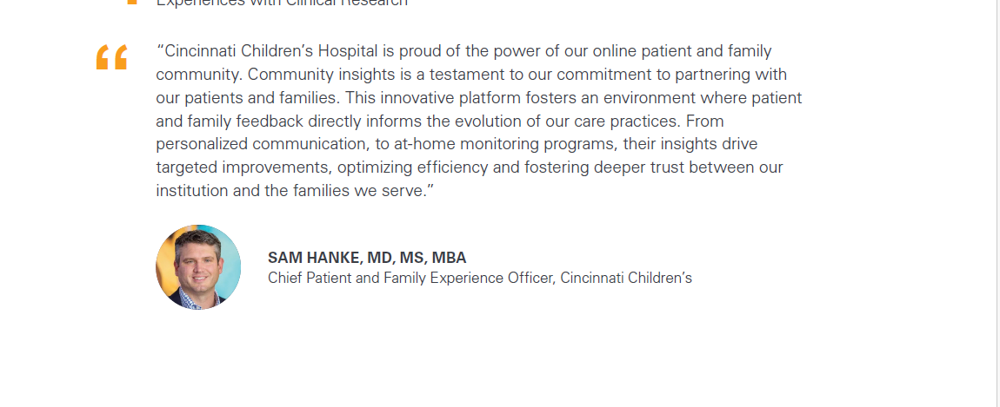 Experiences with Clinical Research
“Cincinnati Children’s Hospital is proud of the power of our online patient and family
community. Community insights is a testament to our commitment to partnering with
our patients and families. This innovative platform fosters an environment where patient
and family feedback directly informs the evolution of our care practices. From
personalized communication, to at-home monitoring programs, their insights drive
targeted improvements, optimizing efficiency and fostering deeper trust between our
institution and the families we serve.”
SAM HANKE, MD, MS, MBA
Chief Patient and Family Experience Officer, Cincinnati Children’s